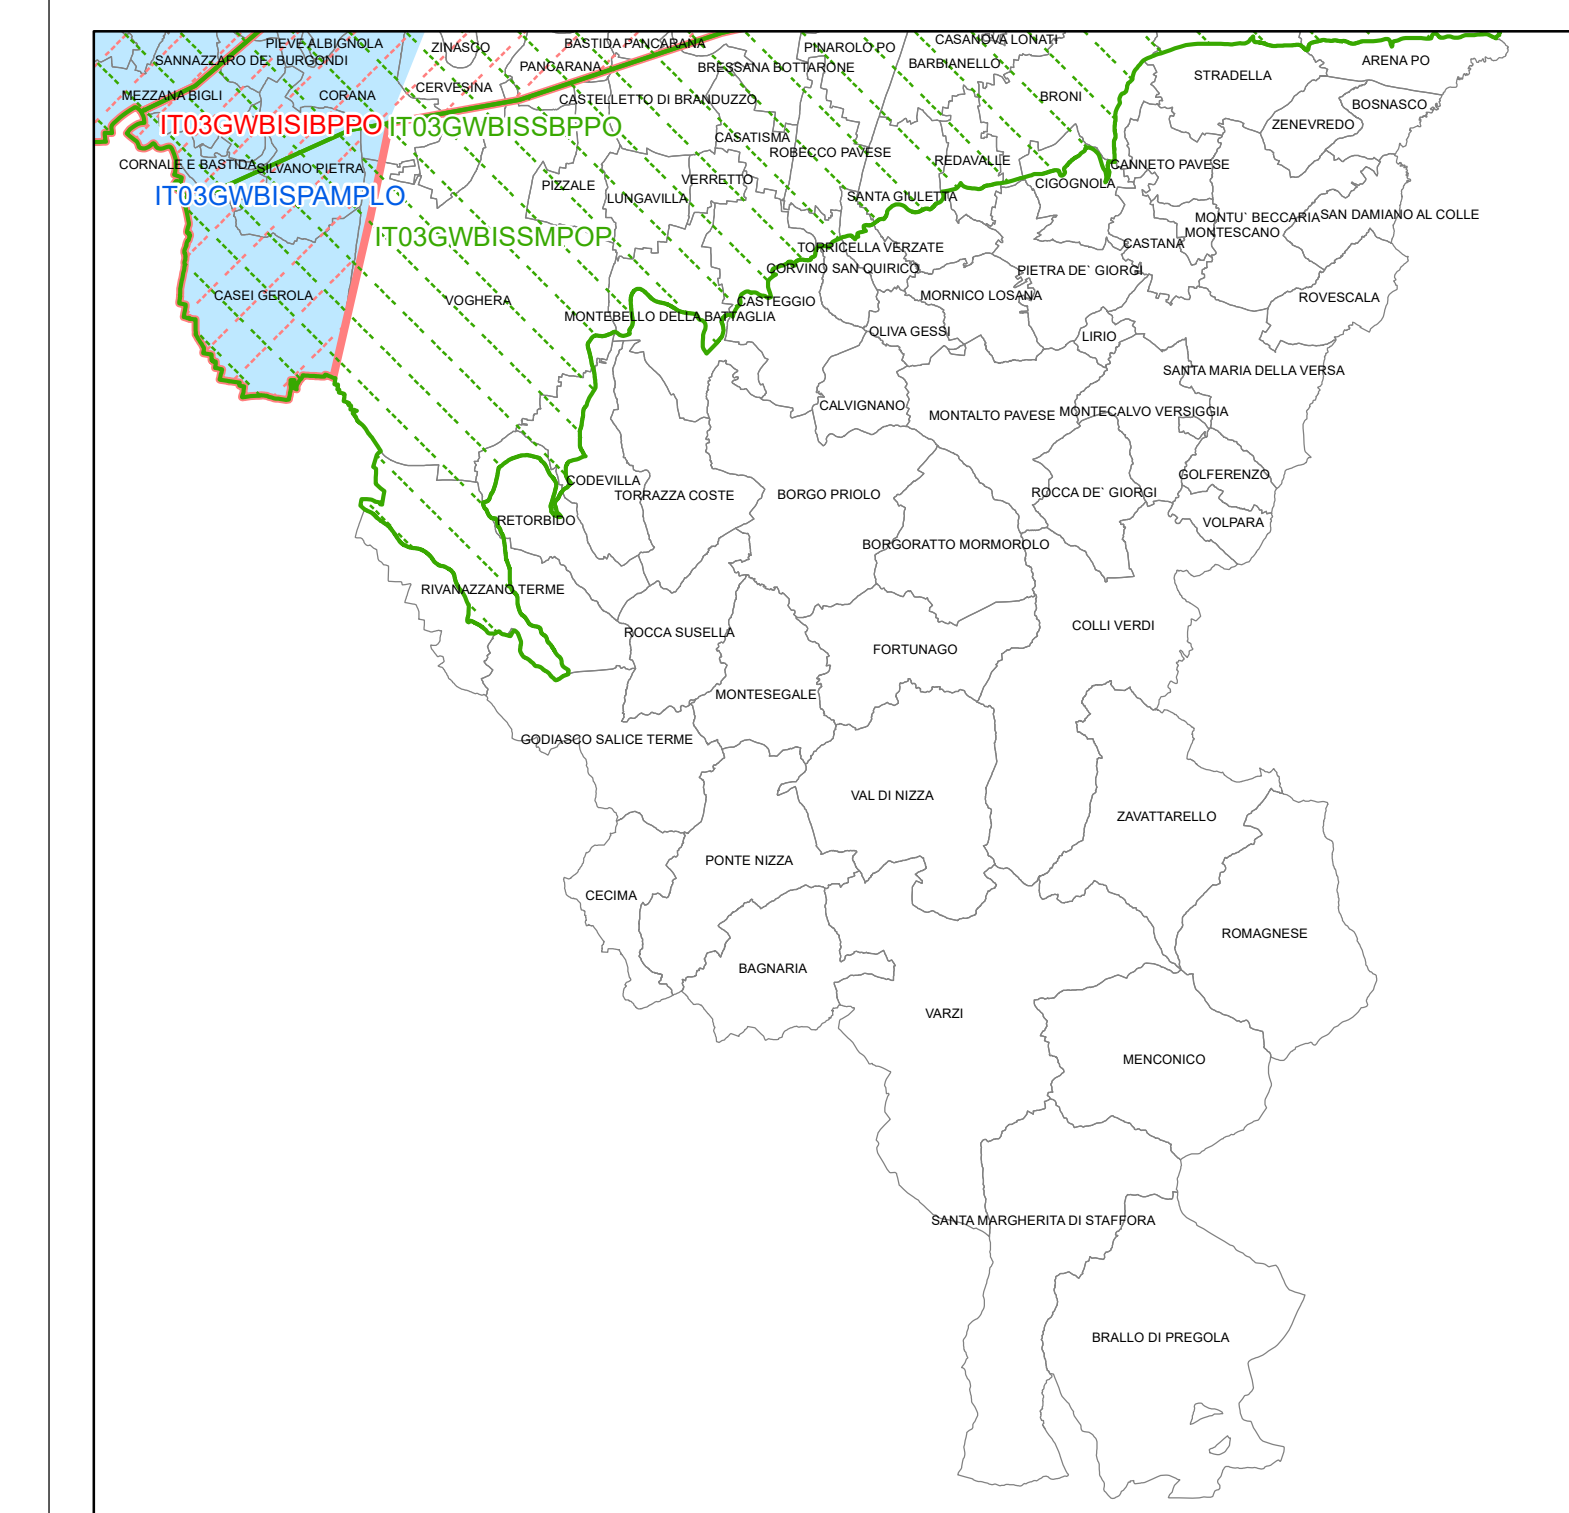 CASANOVA LONATI
PIEVE ALBIGNOLA
ZINASCO
BASTIDA PANCARANA
PINAROLO PO
SANNAZZARO DE` BURGONDI
PANCARANA
BRESSANA BOTTARONE
BARBIANELLO
STRADELLA
ARENA PO
MEZZANA BIGLI
CORANA
CERVESINA
CASTELLETTO DI BRANDUZZO
BRONI
BOSNASCO
IT03GWBISIBPPO
IT03GWBISSBPPO
CASATISMA
ZENEVREDO
ROBECCO PAVESE
CORNALE E BASTIDA
SILVANO PIETRA
REDAVALLE
CANNETO PAVESE
IT03GWBISPAMPLO
PIZZALE
VERRETTO
LUNGAVILLA
SANTA GIULETTA
CIGOGNOLA
IT03GWBISSMPOP
MONTU` BECCARIA
SAN DAMIANO AL COLLE
MONTESCANO
TORRICELLA VERZATE
CASTANA
CORVINO SAN QUIRICO
PIETRA DE` GIORGI
CASEI GEROLA
VOGHERA
CASTEGGIO
MORNICO LOSANA
ROVESCALA
MONTEBELLO DELLA BATTAGLIA
OLIVA GESSI
LIRIO
SANTA MARIA DELLA VERSA
CALVIGNANO
MONTALTO PAVESE
MONTECALVO VERSIGGIA
CODEVILLA
TORRAZZA COSTE
BORGO PRIOLO
ROCCA DE` GIORGI
GOLFERENZO
RETORBIDO
VOLPARA
BORGORATTO MORMOROLO
RIVANAZZANO TERME
ROCCA SUSELLA
FORTUNAGO
COLLI VERDI
MONTESEGALE
GODIASCO SALICE TERME
VAL DI NIZZA
ZAVATTARELLO
PONTE NIZZA
CECIMA
ROMAGNESE
BAGNARIA
VARZI
MENCONICO
SANTA MARGHERITA DI STAFFORA
BRALLO DI PREGOLA